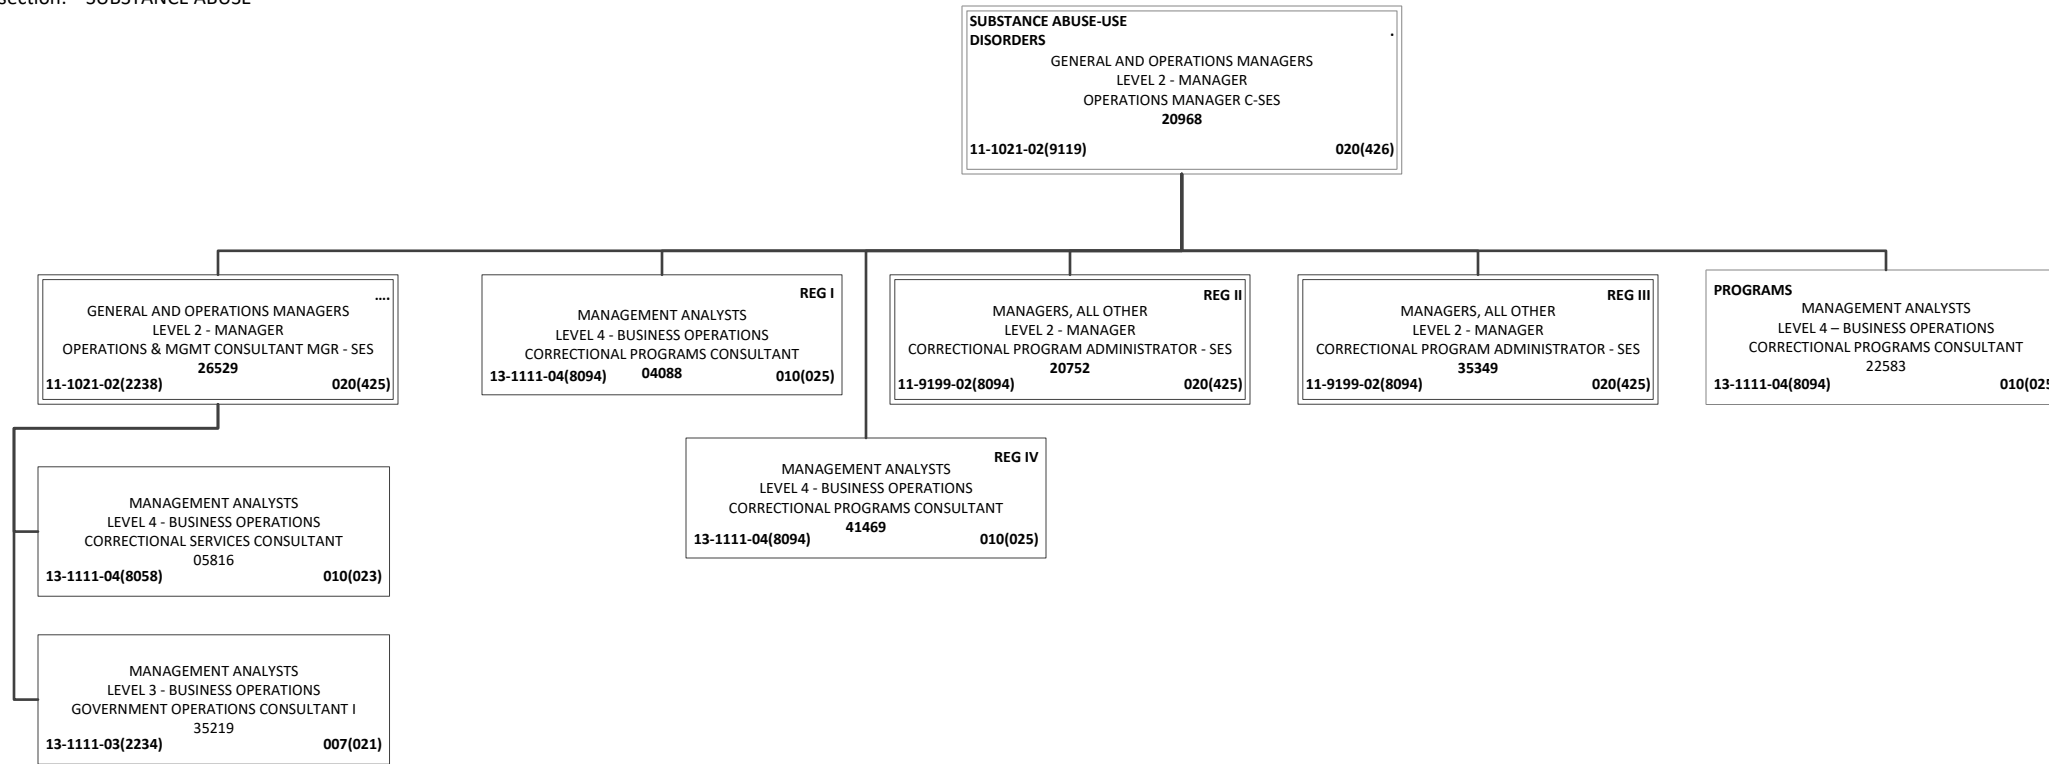 section: SUBSTANCE ABUSE
SUBSTANCE ABUSE-USE
DISORDERS
.
GENERAL AND OPERATIONS MANAGERS
LEVEL 2 - MANAGER
OPERATIONS MANAGER C-SES
20968
11-1021-02(9119) 020(426)
....
GENERAL AND OPERATIONS MANAGERS
LEVEL 2 - MANAGER
OPERATIONS & MGMT CONSULTANT MGR - SES
26529
11-1021-02(2238) 020(425)
REG I
MANAGEMENT ANALYSTS
LEVEL 4 - BUSINESS OPERATIONS
CORRECTIONAL PROGRAMS CONSULTANT
13-1111-04(8094) 04088 010(025)
REG II
MANAGERS, ALL OTHER
LEVEL 2 - MANAGER
CORRECTIONAL PROGRAM ADMINISTRATOR - SES
20752
11-9199-02(8094) 020(425)
REG III
MANAGERS, ALL OTHER
LEVEL 2 - MANAGER
CORRECTIONAL PROGRAM ADMINISTRATOR - SES
35349
11-9199-02(8094) 020(425)
PROGRAMS
MANAGEMENT ANALYSTS
LEVEL 4 – BUSINESS OPERATIONS
CORRECTIONAL PROGRAMS CONSULTANT
22583
13-1111-04(8094) 010(025
REG IV
MANAGEMENT ANALYSTS
LEVEL 4 - BUSINESS OPERATIONS
CORRECTIONAL PROGRAMS CONSULTANT
41469
13-1111-04(8094) 010(025)
MANAGEMENT ANALYSTS
LEVEL 4 - BUSINESS OPERATIONS
CORRECTIONAL SERVICES CONSULTANT
05816
13-1111-04(8058) 010(023)
MANAGEMENT ANALYSTS
LEVEL 3 - BUSINESS OPERATIONS
GOVERNMENT OPERATIONS CONSULTANT I
35219
13-1111-03(2234) 007(021)